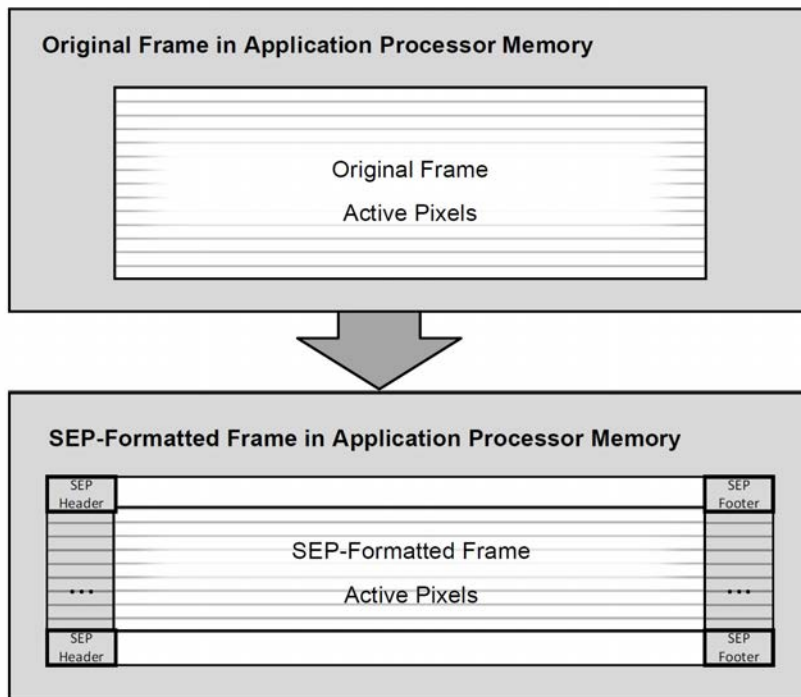 Original Frame in Application Processor Memory
Original Frame
Active Pixels
SEP-Formatted Frame in Application Processor Memory
SEP
Header
SEP
Footer
SEP-Formatted Frame
... Active Pixels ...
SEP
Header
SEP
Footer